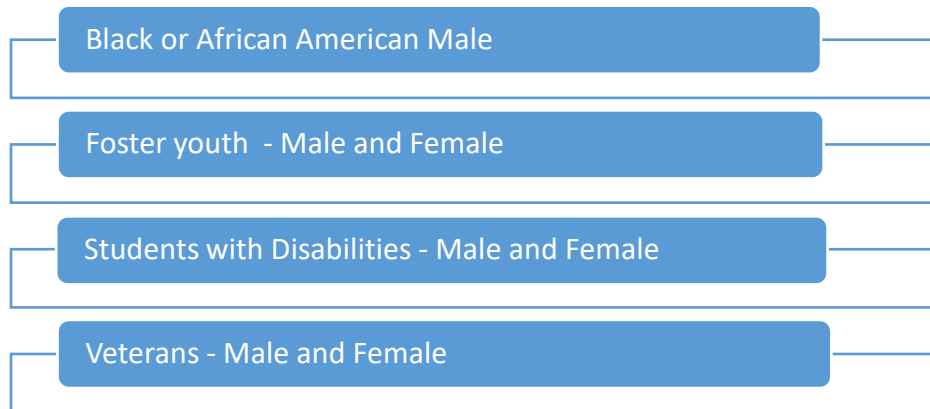 Black or African American Male
Foster youth  - Male and Female
Students with Disabilities - Male and Female
Veterans - Male and Female